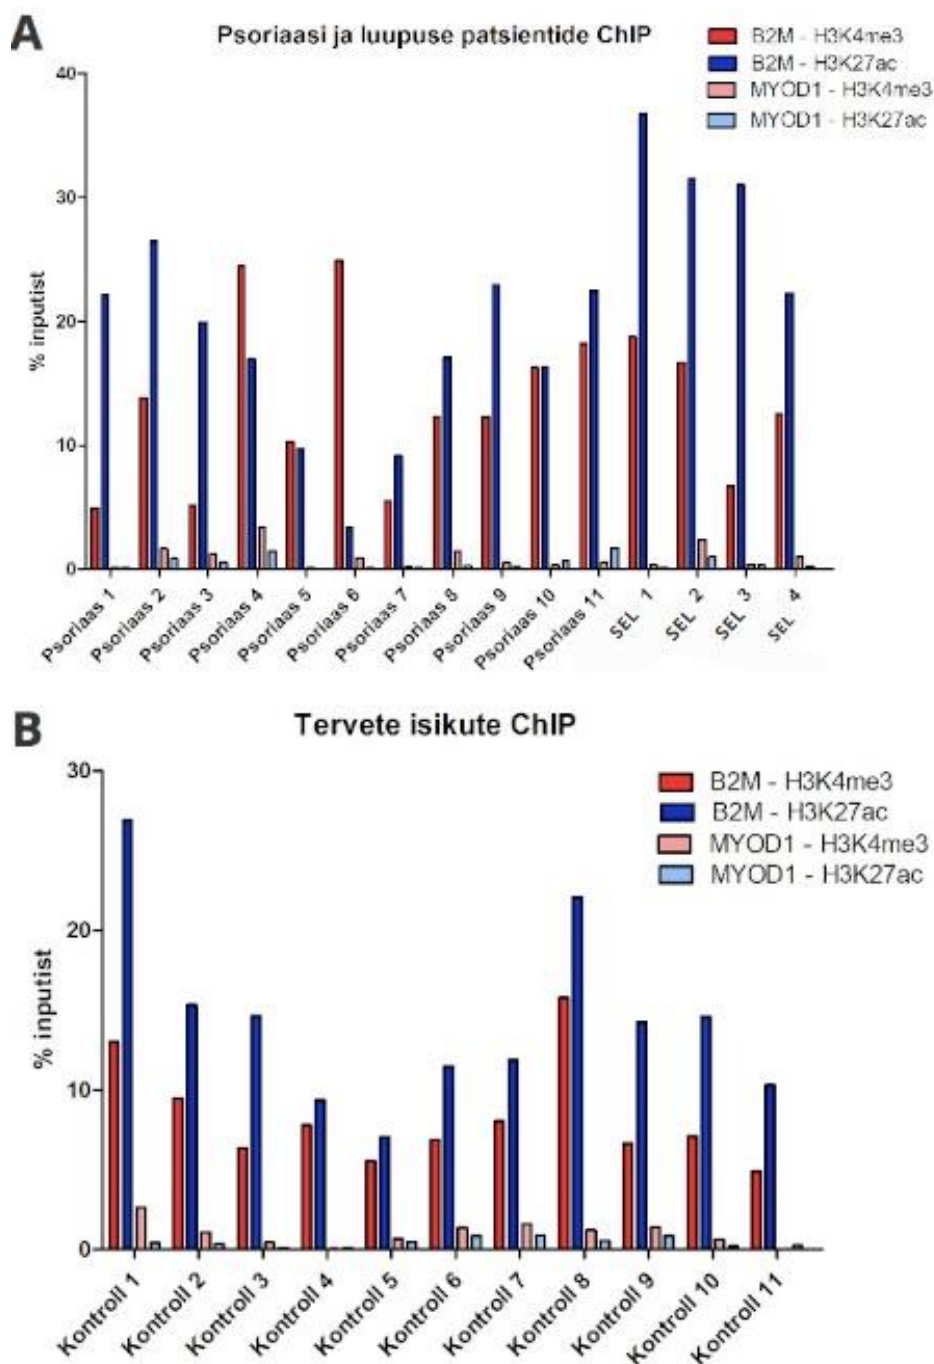 A
Psoriaasi ja luupuse patsientide ChIP
B2M - H3K4me3
B2M - H3K27ac
MYOD1 - H3K4me3
MYOD1 - H3K27ac
% inputist
40
30
20
10
0
Psoriaas 1
Psoriaas 2
Psoriaas 3
Psoriaas 4
Psoriaas 5
Psoriaas 6
Psoriaas 7
Psoriaas 8
Psoriaas 9
Psoriaas 10
Psoriaas 11
SEL 1
SEL 2
SEL 3
SEL 4
B
Tervete isikute ChIP
B2M - H3K4me3
B2M - H3K27ac
MYOD1 - H3K4me3
MYOD1 - H3K27ac
% inputist
30
20
10
0
Kontroll 1
Kontroll 2
Kontroll 3
Kontroll 4
Kontroll 5
Kontroll 6
Kontroll 7
Kontroll 8
Kontroll 9
Kontroll 10
Kontroll 11